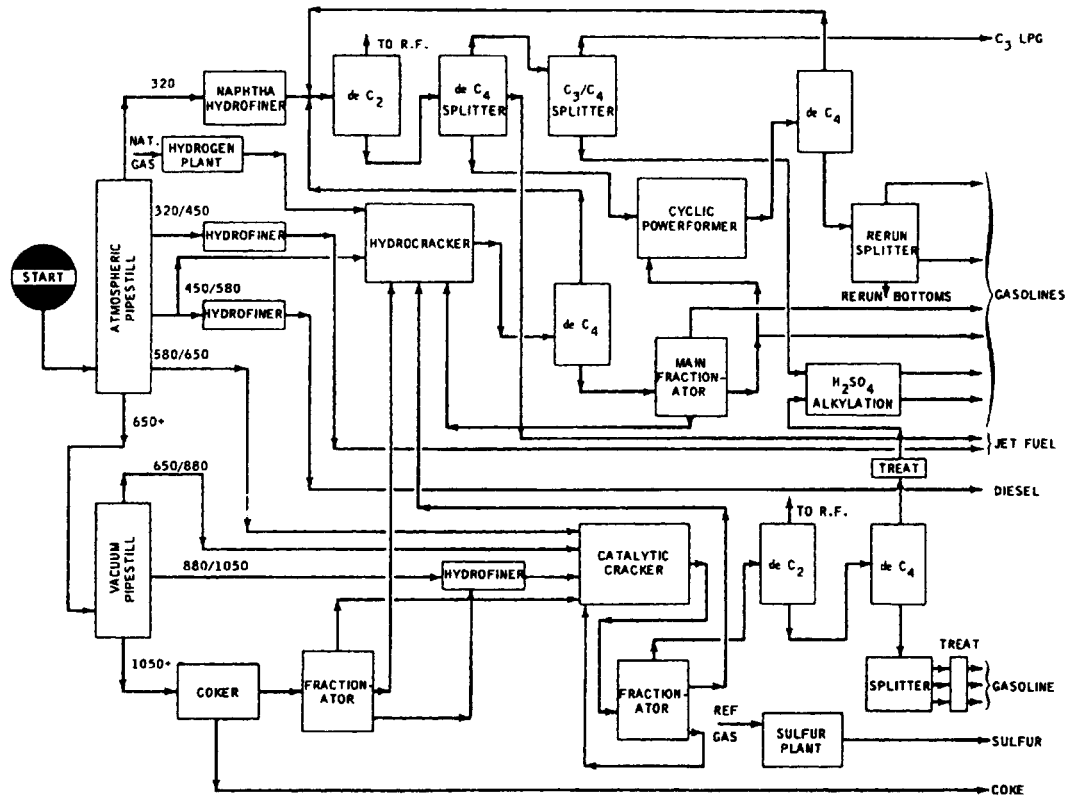 TO R.F.
C3 LPG
320
NAPHTHA
HYDROFINER
de C2
de C4
SPLITTER
C3/C4
SPLITTER
de C4
NAT.
GAS
HYDROGEN
PLANT
320/450
HYDROFINER
HYDROCRACKER
CYCLIC
POWERFORMER
RERUN
SPLITTER
RERUN BOTTOMS
GASOLINES
START
ATMOSPHERIC
PIPESTILL
450/580
HYDROFINER
de C4
580/650
MAIN
FRACTION-
ATOR
H2SO4
ALKYLATION
650+
JET FUEL
TREAT
650/880
DIESEL
TO R.F.
VACUUM
PIPESTILL
880/1050
HYDROFINER
CATALYTIC
CRACKER
de C2
de C4
1050+
COKER
FRACTION-
ATOR
FRACTION-
ATOR
TREAT
SPLITTER
GASOLINE
REF
GAS
SULFUR
PLANT
SULFUR
COKE